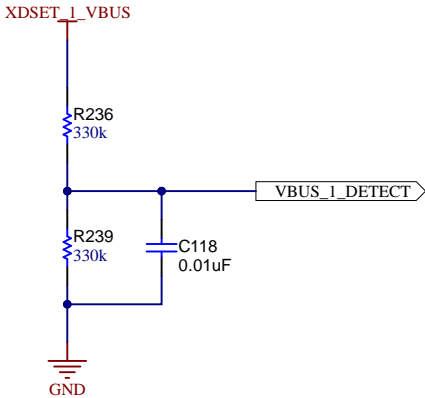 XDSET_1_VBUS
R236
330k
VBUS_1_DETECT
R239
330k
C118
0.01uF
GND